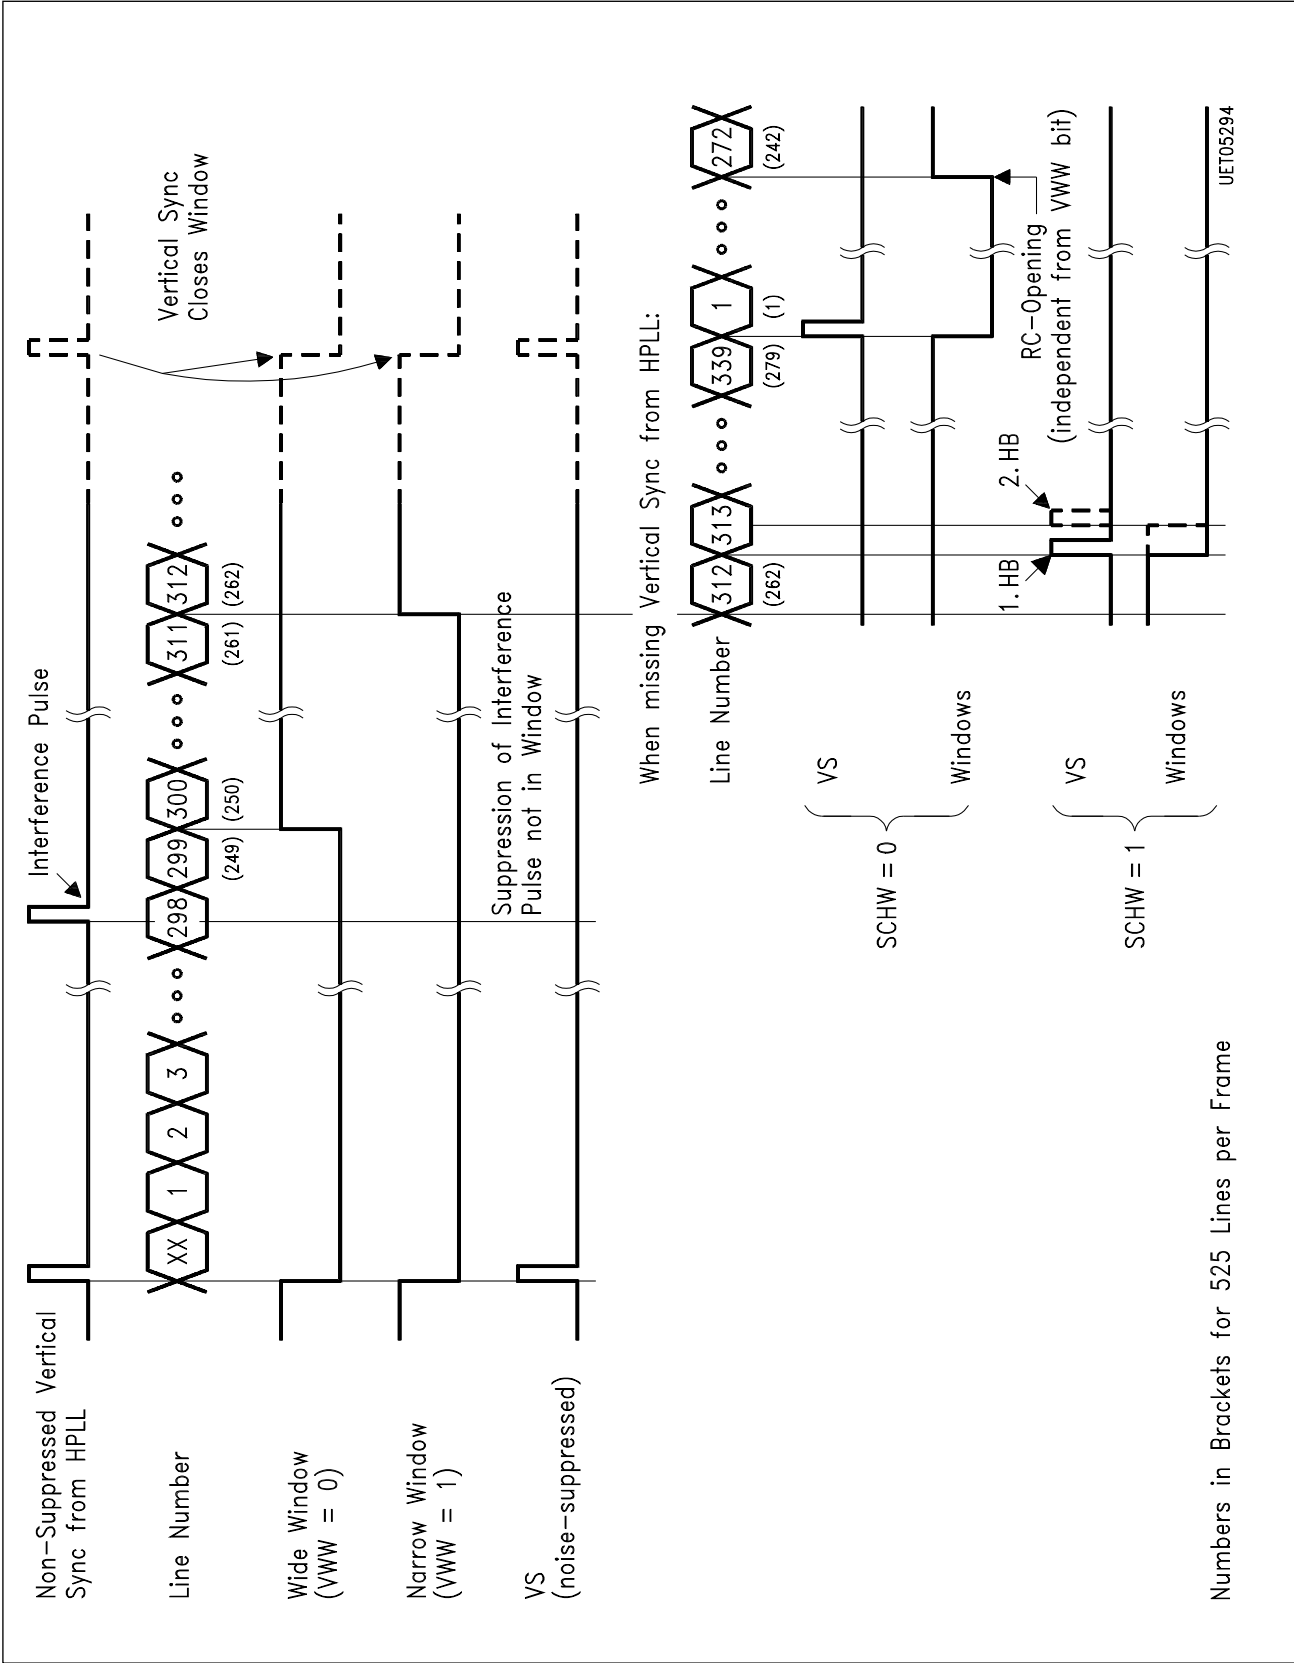 Non-Suppressed Vertical
Sync from HPLL
Interference Pulse
Line Number
XX 1 2 3 298 299 300 311 312
(249) (250) (261) (262)
Vertical Sync
Closes Window
Wide Window
(VWW = 0)
Narrow Window
(VWW = 1)
Suppression of Interference
Pulse not in Window
VS
(noise-suppressed)
When missing Vertical Sync from HPLL:
Line Number
312 313 339 1 272
(262) (279) (1) (242)
VS
SCHW = 0
Windows
1. HB
2. HB
RC-Opening
(independent from VWW bit)
VS
SCHW = 1
Windows
Numbers in Brackets for 525 Lines per Frame
UET05294